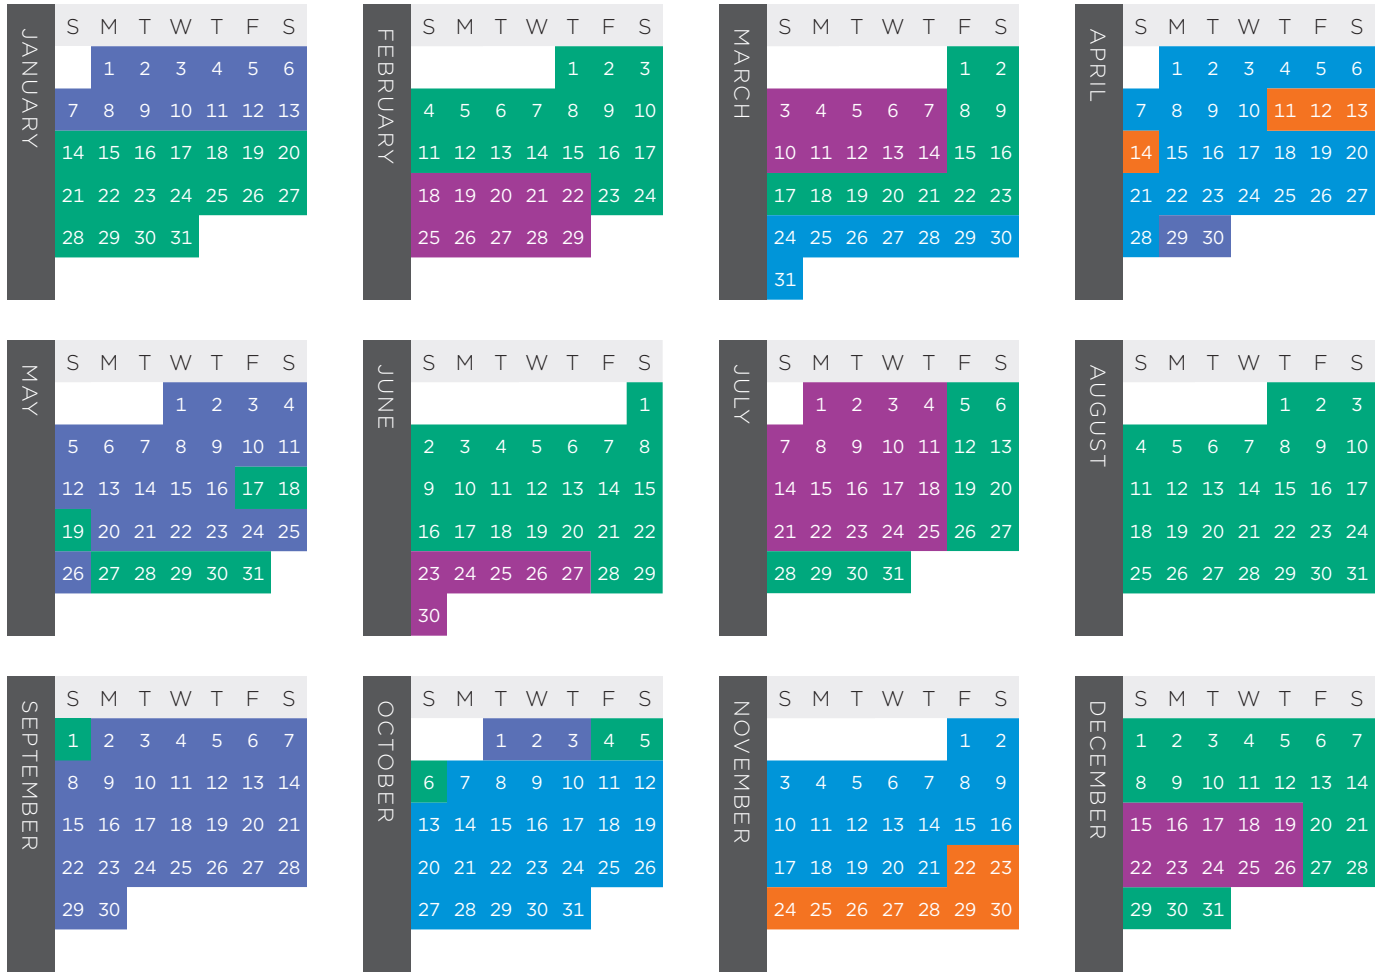 JANUARY
S M T W T F S
1 2 3 4 5 6
7 8 9 10 11 12 13
14 15 16 17 18 19 20
21 22 23 24 25 26 27
28 29 30 31
FEBRUARY
S M T W T F S
1 2 3
4 5 6 7 8 9 10
11 12 13 14 15 16 17
18 19 20 21 22 23 24
25 26 27 28 29
MARCH
S M T W T F S
1 2
3 4 5 6 7 8 9
10 11 12 13 14 15 16
17 18 19 20 21 22 23
24 25 26 27 28 29 30
31
APRIL
S M T W T F S
1 2 3 4 5 6
7 8 9 10 11 12 13
14 15 16 17 18 19 20
21 22 23 24 25 26 27
28 29 30
MAY
S M T W T F S
1 2 3 4
5 6 7 8 9 10 11
12 13 14 15 16 17 18
19 20 21 22 23 24 25
26 27 28 29 30 31
JUNE
S M T W T F S
1
2 3 4 5 6 7 8
9 10 11 12 13 14 15
16 17 18 19 20 21 22
23 24 25 26 27 28 29
30
JULY
S M T W T F S
1 2 3 4 5 6
7 8 9 10 11 12 13
14 15 16 17 18 19 20
21 22 23 24 25 26 27
28 29 30 31
AUGUST
S M T W T F S
1 2 3
4 5 6 7 8 9 10
11 12 13 14 15 16 17
18 19 20 21 22 23 24
25 26 27 28 29 30 31
SEPTEMBER
S M T W T F S
1 2 3 4 5 6 7
8 9 10 11 12 13 14
15 16 17 18 19 20 21
22 23 24 25 26 27 28
29 30
OCTOBER
S M T W T F S
1 2 3 4 5
6 7 8 9 10 11 12
13 14 15 16 17 18 19
20 21 22 23 24 25 26
27 28 29 30 31
NOVEMBER
S M T W T F S
1 2
3 4 5 6 7 8 9
10 11 12 13 14 15 16
17 18 19 20 21 22 23
24 25 26 27 28 29 30
DECEMBER
S M T W T F S
1 2 3 4 5 6 7
8 9 10 11 12 13 14
15 16 17 18 19 20 21
22 23 24 25 26 27 28
29 30 31